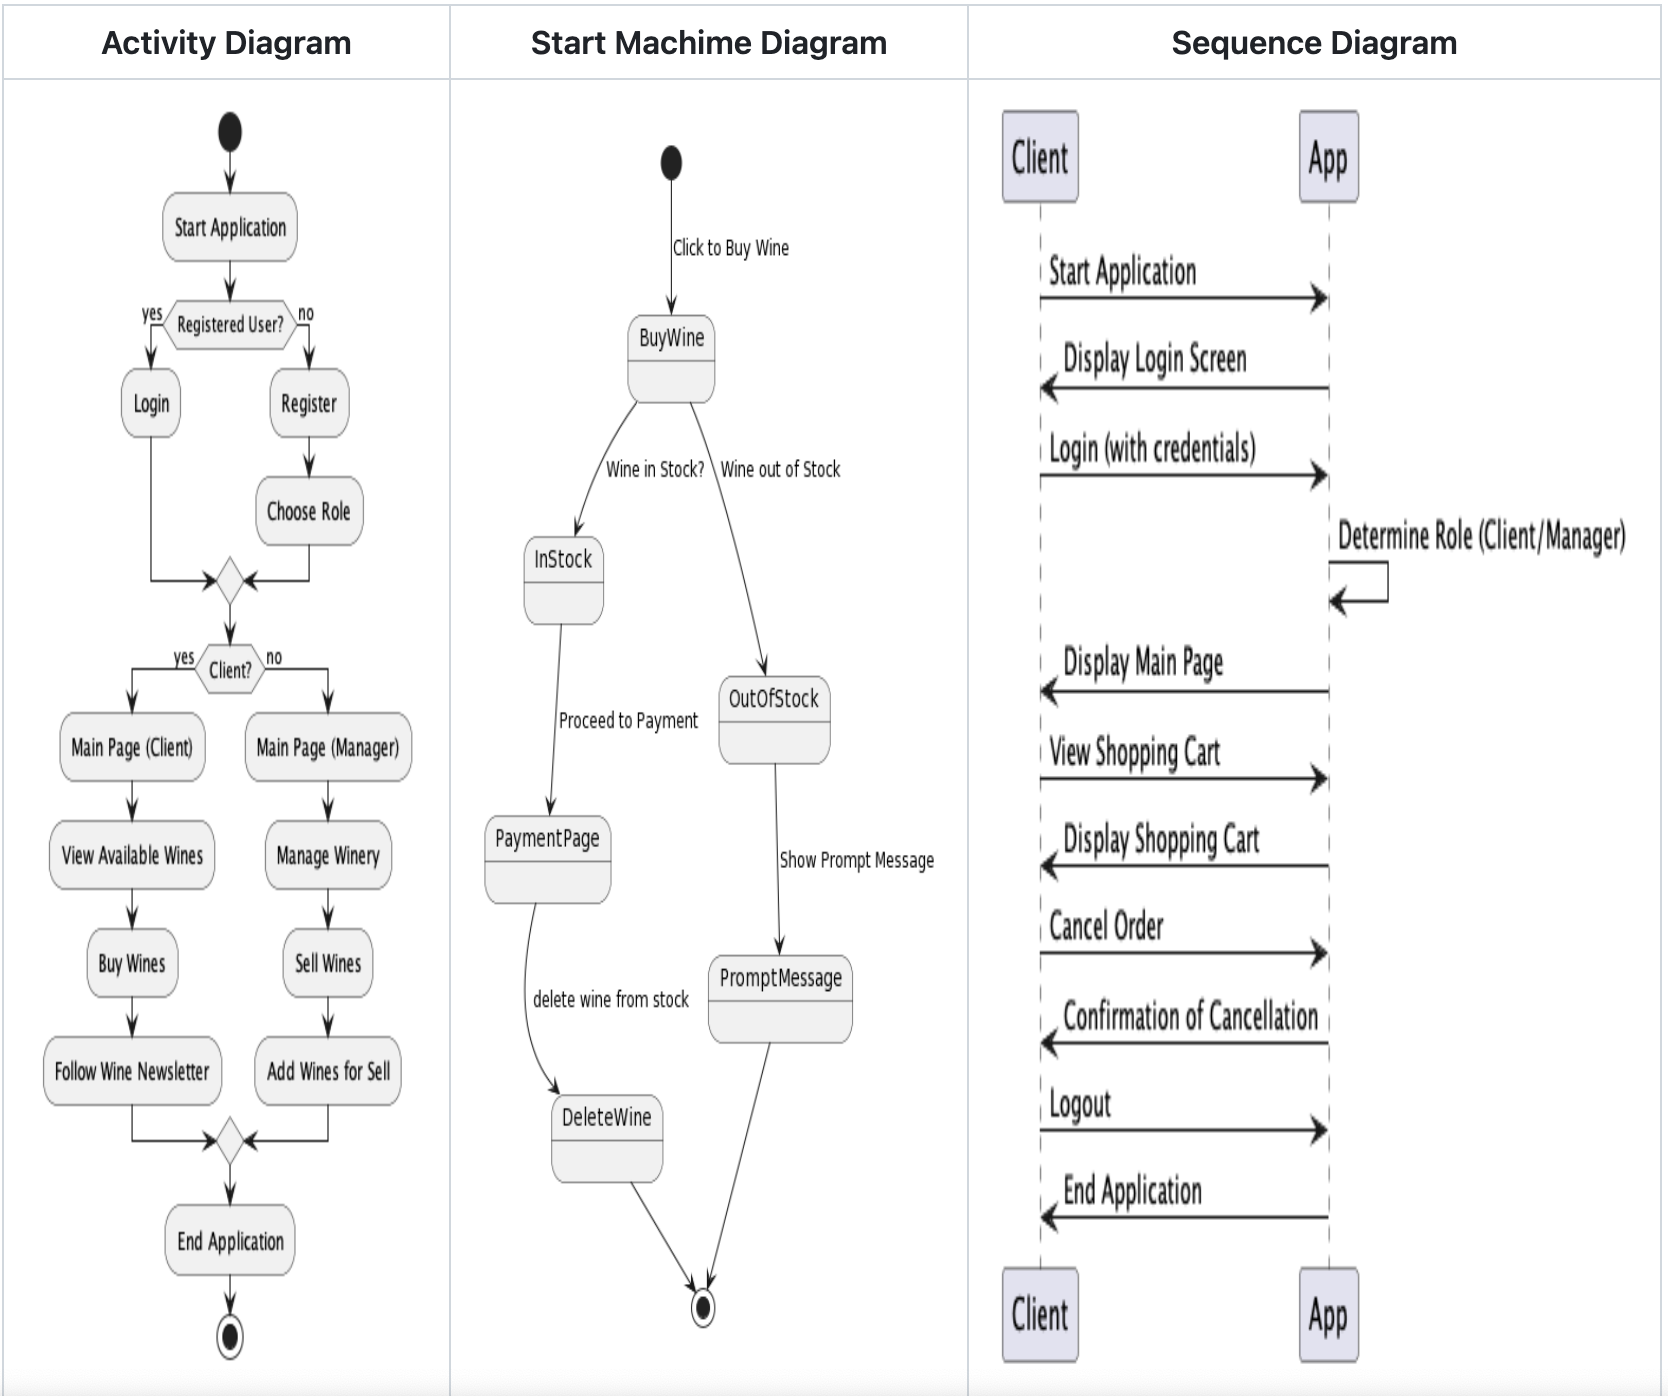 Activity Diagram
Start Machime Diagram
Sequence Diagram
Start Application
yes
Registered User?
no
Login
Register
Choose Role
yes
Client?
no
Main Page (Client)
Main Page (Manager)
View Available Wines
Manage Winery
Buy Wines
Sell Wines
Follow Wine Newsletter
Add Wines for Sell
End Application
Click to Buy Wine
BuyWine
Wine in Stock?
Wine out of Stock
InStock
OutOfStock
Proceed to Payment
PaymentPage
Show Prompt Message
PromptMessage
delete wine from stock
DeleteWine
Client
App
Start Application
Display Login Screen
Login (with credentials)
Determine Role (Client/Manager)
Display Main Page
View Shopping Cart
Display Shopping Cart
Cancel Order
Confirmation of Cancellation
Logout
End Application
Client
App